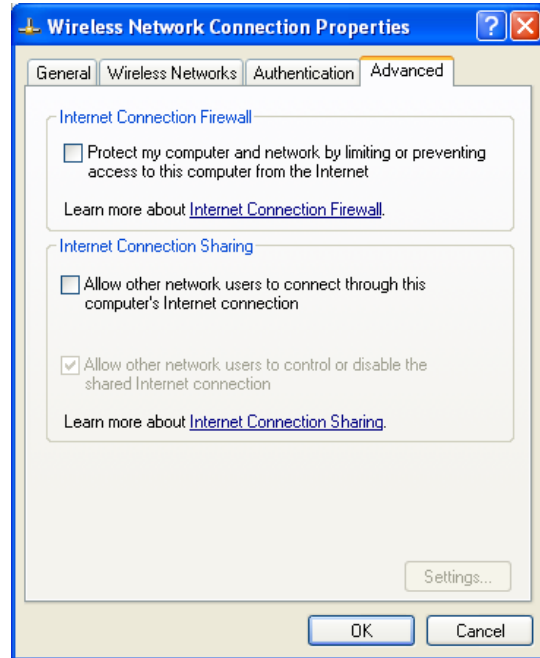 Wireless Network Connection Properties
General Wireless Networks Authentication Advanced
Internet Connection Firewall
Protect my computer and network by limiting or preventing
access to this computer from the Internet
Learn more about Internet Connection Firewall.
Internet Connection Sharing
Allow other network users to connect through this
computer's Internet connection
Allow other network users to control or disable the
shared Internet connection
Learn more about Internet Connection Sharing.
Settings...
OK Cancel